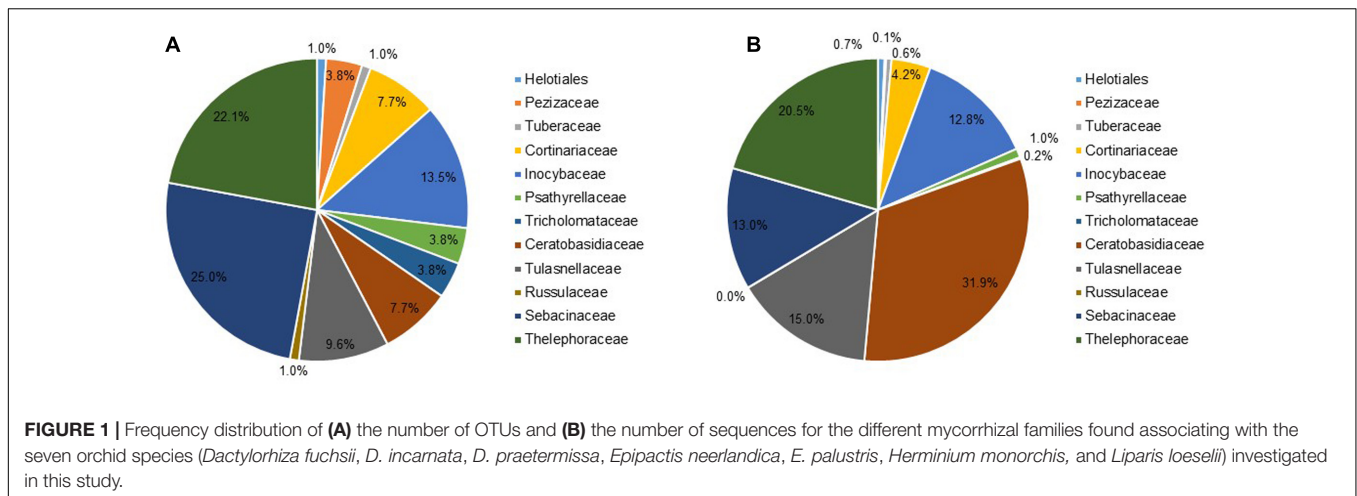 A
1.0%
3.8%
1.0%
7.7%
13.5%
3.8%
3.8%
7.7%
9.6%
1.0%
25.0%
22.1%
Helotiales
Pezizaceae
Tuberaceae
Cortinariaceae
Inocybaceae
Psathyrellaceae
Tricholomataceae
Ceratobasidiaceae
Tulasnellaceae
Russulaceae
Sebacinaceae
Thelephoraceae
B
0.7%
0.1%
0.6%
4.2%
12.8%
1.0%
0.2%
31.9%
15.0%
0.0%
13.0%
20.5%
Helotiales
Pezizaceae
Tuberaceae
Cortinariaceae
Inocybaceae
Psathyrellaceae
Tricholomataceae
Ceratobasidiaceae
Tulasnellaceae
Russulaceae
Sebacinaceae
Thelephoraceae
FIGURE 1 | Frequency distribution of (A) the number of OTUs and (B) the number of sequences for the different mycorrhizal families found associating with the
seven orchid species (Dactylorhiza fuchsii, D. incarnata, D. praetermissa, Epipactis neerlandica, E. palustris, Herminium monorchis, and Liparis loeselii) investigated
in this study.